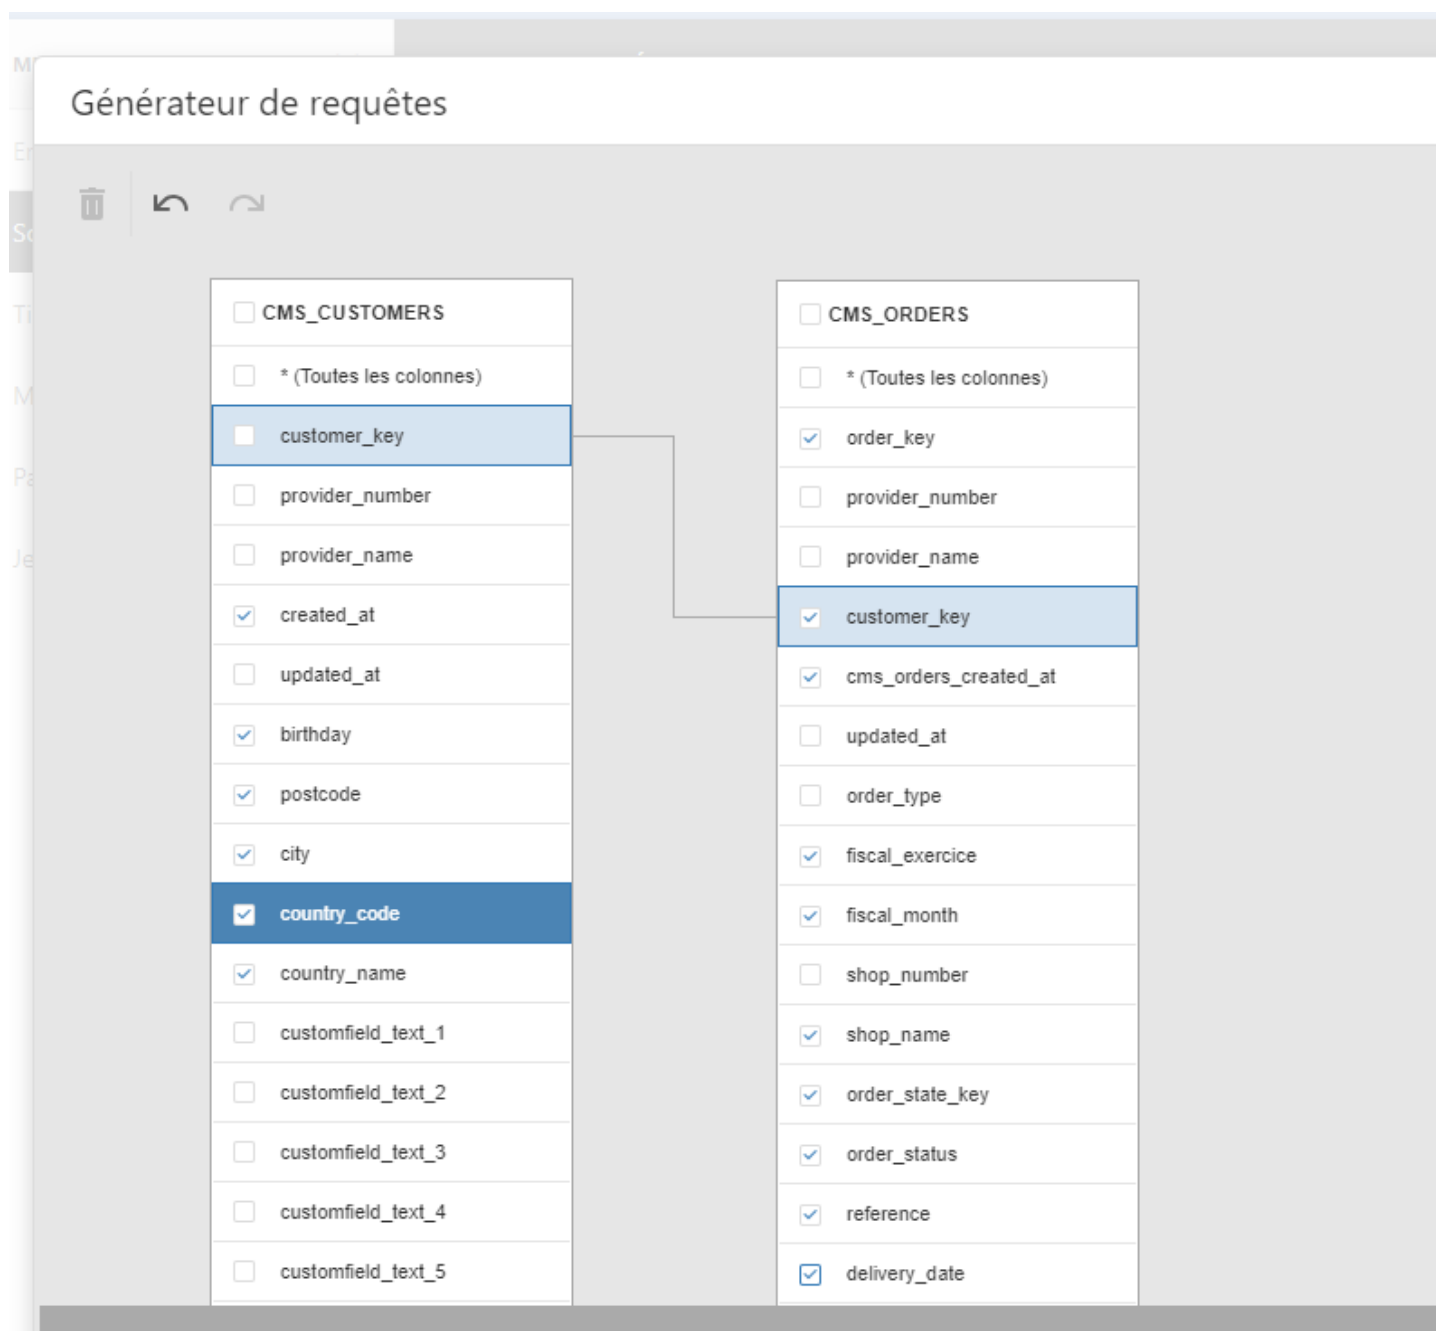 Générateur de requêtes
CMS_CUSTOMERS
* (Toutes les colonnes)
customer_key
provider_number
provider_name
created_at
updated_at
birthday
postcode
city
country_code
country_name
customfield_text_1
customfield_text_2
customfield_text_3
customfield_text_4
customfield_text_5
CMS_ORDERS
* (Toutes les colonnes)
order_key
provider_number
provider_name
customer_key
cms_orders_created_at
updated_at
order_type
fiscal_exercice
fiscal_month
shop_number
shop_name
order_state_key
order_status
reference
delivery_date